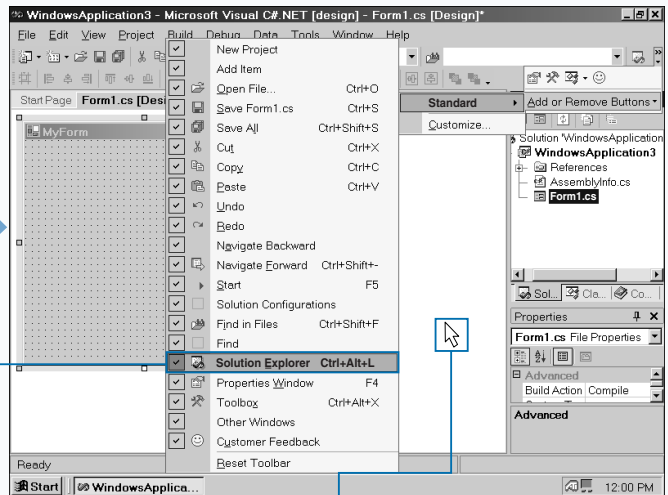 WindowsApplication3 - Microsoft Visual C#.NET [design] - Form1.cs [Design]*
File Edit View Project Build Debug Data Tools Window Help
Start Page Form1.cs [Desi
MyForm
New Project
Add Item
Open File... Ctrl+O
Save Form1.cs Ctrl+S
Save All Ctrl+Shift+S
Cut Ctrl+X
Copy Ctrl+C
Paste Ctrl+V
Undo
Redo
Navigate Backward
Navigate Forward Ctrl+Shift+-
Start F5
Solution Configurations
Find in Files Ctrl+Shift+F
Find
Solution Explorer Ctrl+Alt+L
Properties Window F4
Toolbox Ctrl+Alt+X
Other Windows
Customer Feedback
Reset Toolbar
Standard
Customize...
Add or Remove Buttons
Solution 'WindowsApplication
WindowsApplication3
References
AssemblyInfo.cs
Form1.cs
Sol... Cla... Co...
Properties
Form1.cs File Properties
Advanced
Build Action Compile
Advanced
Ready
Start WindowsApplica... 12:00 PM